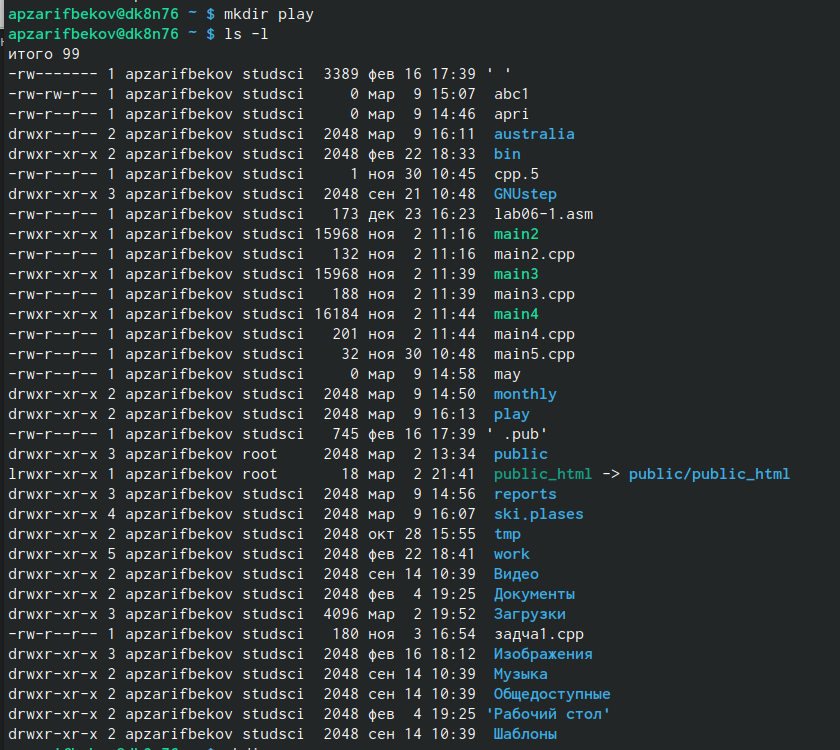 apzarifbekov@dk8n76 ~ $ mkdir play
apzarifbekov@dk8n76 ~ $ ls -l
итого 99
-rw------- 1 apzarifbekov studsci  3389 фев 16 17:39 ' '
-rw-rw-r-- 1 apzarifbekov studsci     0 мар  9 15:07  abc1
-rw-r--r-- 1 apzarifbekov studsci     0 мар  9 14:46  apri
drwxr--r-- 2 apzarifbekov studsci  2048 мар  9 16:11  australia
drwxr-xr-x 2 apzarifbekov studsci  2048 фев 22 18:33  bin
-rw-r--r-- 1 apzarifbekov studsci     1 ноя 30 10:45  cpp.5
drwxr-xr-x 3 apzarifbekov studsci  2048 сен 21 10:48  GNUstep
-rw-r--r-- 1 apzarifbekov studsci   173 дек 23 16:23  lab06-1.asm
-rwxr-xr-x 1 apzarifbekov studsci 15968 ноя  2 11:16  main2
-rw-r--r-- 1 apzarifbekov studsci   132 ноя  2 11:16  main2.cpp
-rwxr-xr-x 1 apzarifbekov studsci 15968 ноя  2 11:39  main3
-rw-r--r-- 1 apzarifbekov studsci   188 ноя  2 11:39  main3.cpp
-rwxr-xr-x 1 apzarifbekov studsci 16184 ноя  2 11:44  main4
-rw-r--r-- 1 apzarifbekov studsci   201 ноя  2 11:44  main4.cpp
-rw-r--r-- 1 apzarifbekov studsci    32 ноя 30 10:48  main5.cpp
-rw-r--r-- 1 apzarifbekov studsci     0 мар  9 14:58  may
drwxr-xr-x 2 apzarifbekov studsci  2048 мар  9 14:50  monthly
drwxr-xr-x 2 apzarifbekov studsci  2048 мар  9 16:13  play
-rw-r--r-- 1 apzarifbekov studsci   745 фев 16 17:39 ' .pub'
drwxr-xr-x 3 apzarifbekov root     2048 мар  2 13:34  public
lrwxr-xr-x 1 apzarifbekov root       18 мар  2 21:41  public_html -> public/public_html
drwxr-xr-x 3 apzarifbekov studsci  2048 мар  9 14:56  reports
drwxr-xr-x 4 apzarifbekov studsci  2048 мар  9 16:07  ski.plases
drwxr-xr-x 2 apzarifbekov studsci  2048 окт 28 15:55  tmp
drwxr-xr-x 5 apzarifbekov studsci  2048 фев 22 18:41  work
drwxr-xr-x 2 apzarifbekov studsci  2048 сен 14 10:39  Видео
drwxr-xr-x 2 apzarifbekov studsci  2048 фев  4 19:25  Документы
drwxr-xr-x 3 apzarifbekov studsci  4096 мар  2 19:52  Загрузки
-rw-r--r-- 1 apzarifbekov studsci   180 ноя  3 16:54  задча1.cpp
drwxr-xr-x 3 apzarifbekov studsci  2048 фев 16 18:12  Изображения
drwxr-xr-x 2 apzarifbekov studsci  2048 сен 14 10:39  Музыка
drwxr-xr-x 2 apzarifbekov studsci  2048 сен 14 10:39  Общедоступные
drwxr-xr-x 2 apzarifbekov studsci  2048 фев  4 19:25 'Рабочий стол'
drwxr-xr-x 2 apzarifbekov studsci  2048 сен 14 10:39  Шаблоны